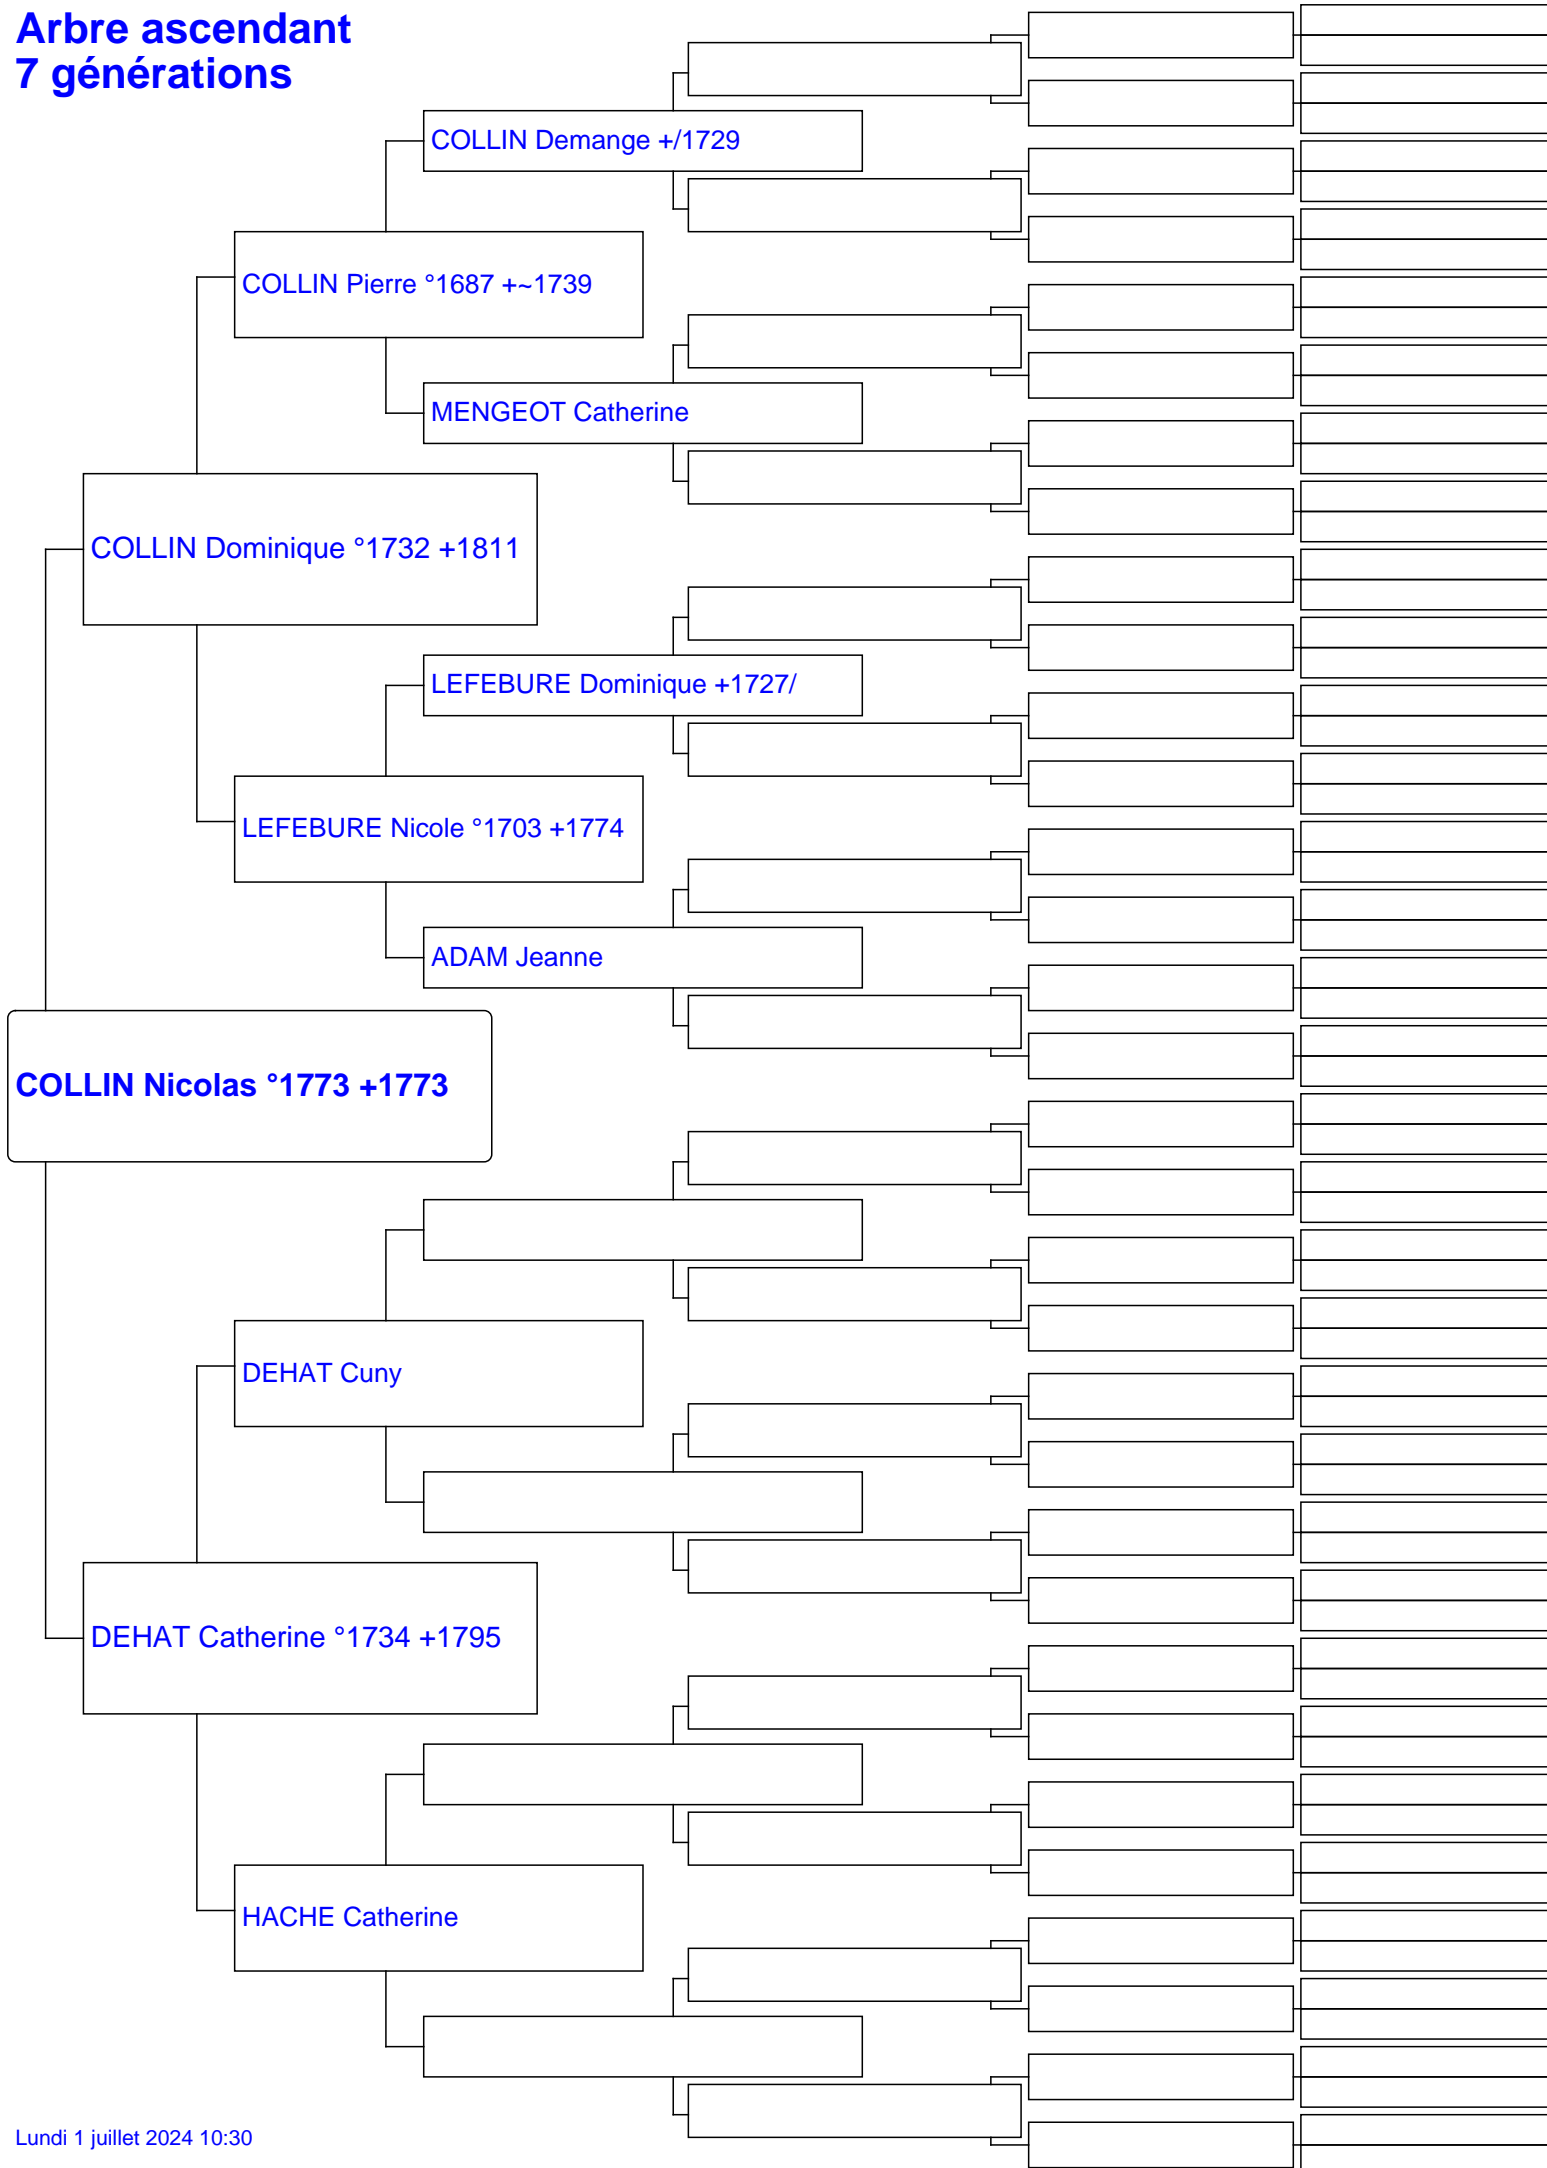 Arbre ascendant
7 générations
COLLIN Demange +/1729
COLLIN Pierre °1687 +~1739
MENGEOT Catherine
COLLIN Dominique °1732 +1811
LEFEBURE Dominique +1727/
LEFEBURE Nicole °1703 +1774
ADAM Jeanne
COLLIN Nicolas °1773 +1773
DEHAT Cuny
DEHAT Catherine °1734 +1795
HACHE Catherine
Lundi 1 juillet 2024 10:30